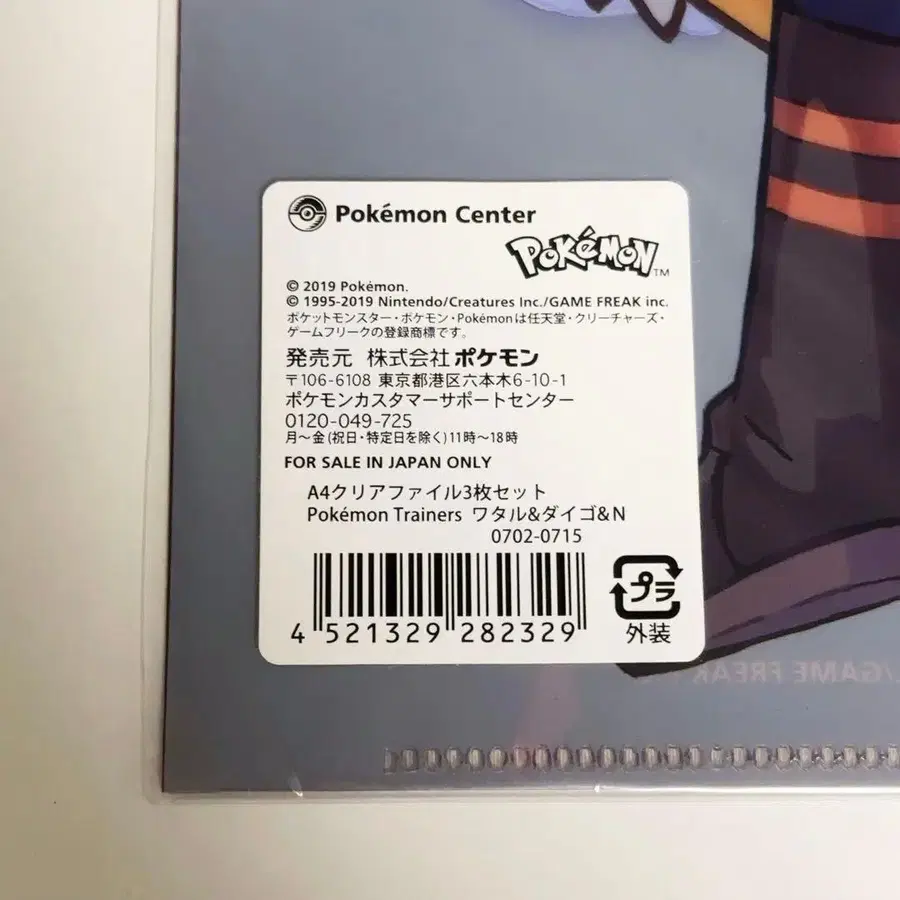 Pokémon Center
POKéMON TM
© 2019 Pokémon.
© 1995-2019 Nintendo/Creatures Inc./GAME FREAK inc.
ポケットモンスター・ポケモン・Pokémonは任天堂・クリーチャーズ・
ゲームフリークの登録商標です。
発売元 株式会社ポケモン
〒106-6108 東京都港区六本木6-10-1
ポケモンカスタマーサポートセンター
0120-049-725
月～金(祝日・特定日を除く)11時～18時
FOR SALE IN JAPAN ONLY
A4クリアファイル3枚セット
Pokémon Trainers ワタル&ダイゴ&N
0702-0715
4 521329 282329
プラ
外装
/GAME FREAK